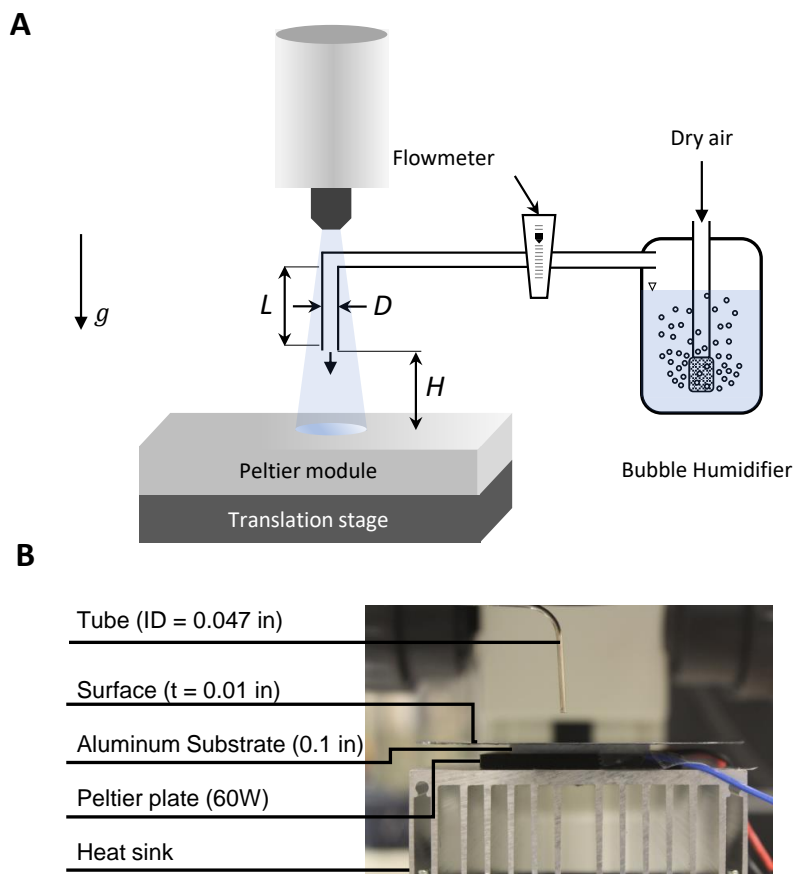 A
Dry air
Flowmeter
L
D
g
H
Peltier module
Bubble Humidifier
Translation stage
B
Tube (ID = 0.047 in)
Surface (t = 0.01 in)
Aluminum Substrate (0.1 in)
Peltier plate (60W)
Heat sink